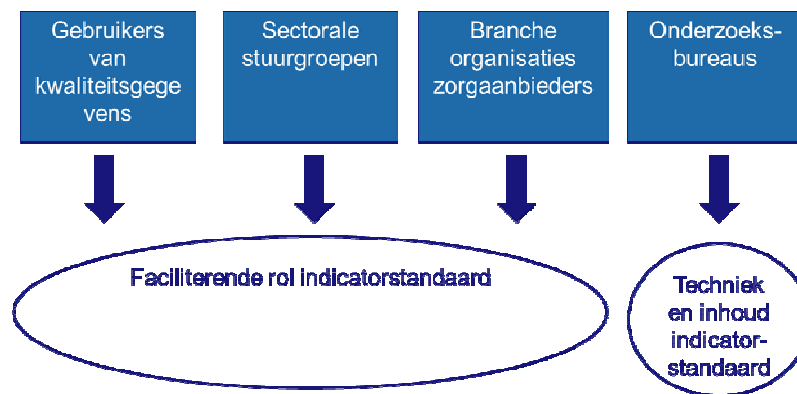 Gebruikers
van
kwaliteitsgege
vens
Sectorale
stuurgroepen
Branche
organisaties
zorgaanbieders
Onderzoeks-
bureaus
Faciliterende rol indicatorstandaard
Techniek
en inhoud
indicator-
standaard